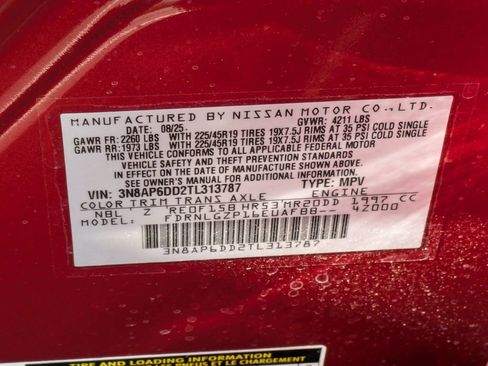 MANUFACTURED BY NISSAN MOTOR CO.,LTD.
DATE: 08/25. GVWR: 4211 LBS
GAWR FR: 2260 LBS WITH 225/45R19 TIRES 19X7.5J RIMS AT 35 PSI COLD SINGLE
GAWR RR: 1973 LBS WITH 225/45R19 TIRES 19X7.5J RIMS AT 35 PSI COLD SINGLE
THIS VEHICLE CONFORMS TO ALL APPLICABLE FEDERAL MOTOR
VEHICLE SAFETY AND THEFT PREVENTION STANDARDS
IN EFFECT ON THE DATE OF MANUFACTURE SHOWN ABOVE.
SEE OWNER'S MANUAL FOR ADDITIONAL INFORMATION.
VIN: 3N8AP6DD2TL313787 TYPE: MPV
COLOR TRIM TRANS AXLE ENGINE
NBL Z RE0F15B HR53 MR20DD 1997 CC
MODEL: FDRNLGZP16EUAFBB-- 42000
3N8AP6DD2TL313787
TIRE AND LOADING INFORMATION